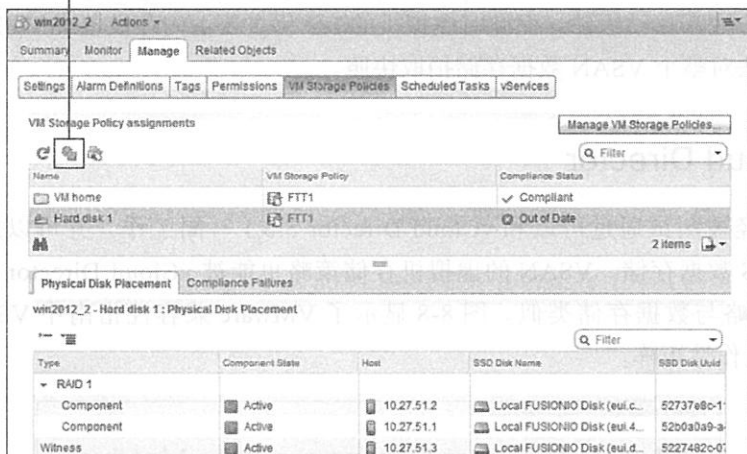 win2012_2 Actions
Summary Monitor Manage Related Objects
Settings Alarm Definitions Tags Permissions VM Storage Policies Scheduled Tasks vServices
VM Storage Policy assignments
Manage VM Storage Policies...
Filter
Name VM Storage Policy Compliance Status
VM home FTT1 Compliant
Hard disk 1 FTT1 Out of Date
2 items
Physical Disk Placement Compliance Failures
win2012_2 - Hard disk 1 : Physical Disk Placement
Filter
Type Component State Host SSD Disk Name SSD Disk Uuid
RAID 1
Component Active 10.27.51.2 Local FUSIONIO Disk (eui.c... 52737e8c-1
Component Active 10.27.51.1 Local FUSIONIO Disk (eui.4... 52b0a0a9-a
Witness Active 10.27.51.3 Local FUSIONIO Disk (eui.d... 5227482c-07